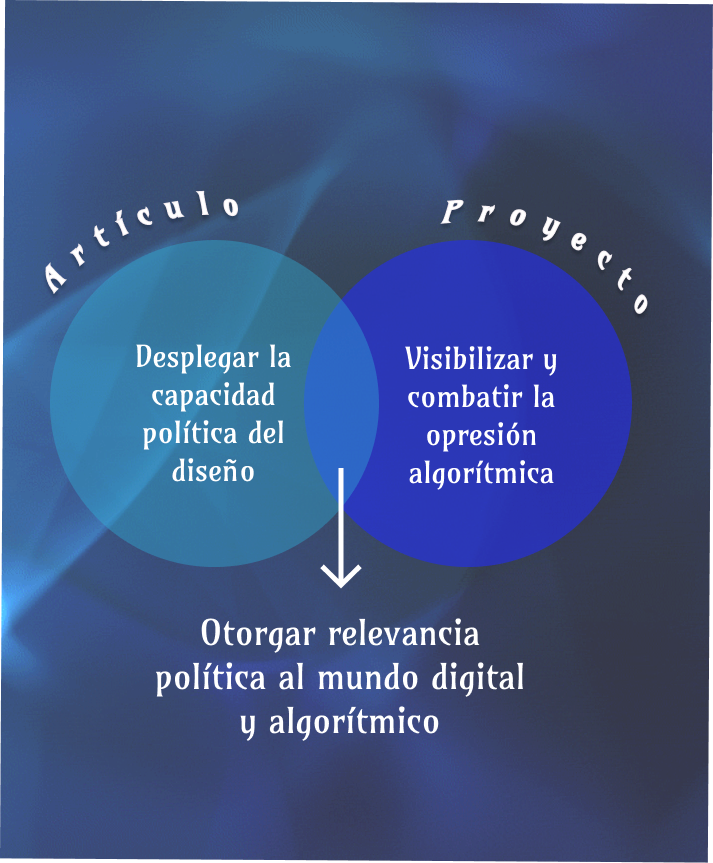 Artículo
Proyecto
Desplegar la
capacidad
política del
diseño
Visibilizar y
combatir la
opresión
algorítmica
Otorgar relevancia
política al mundo digital
y algorítmico